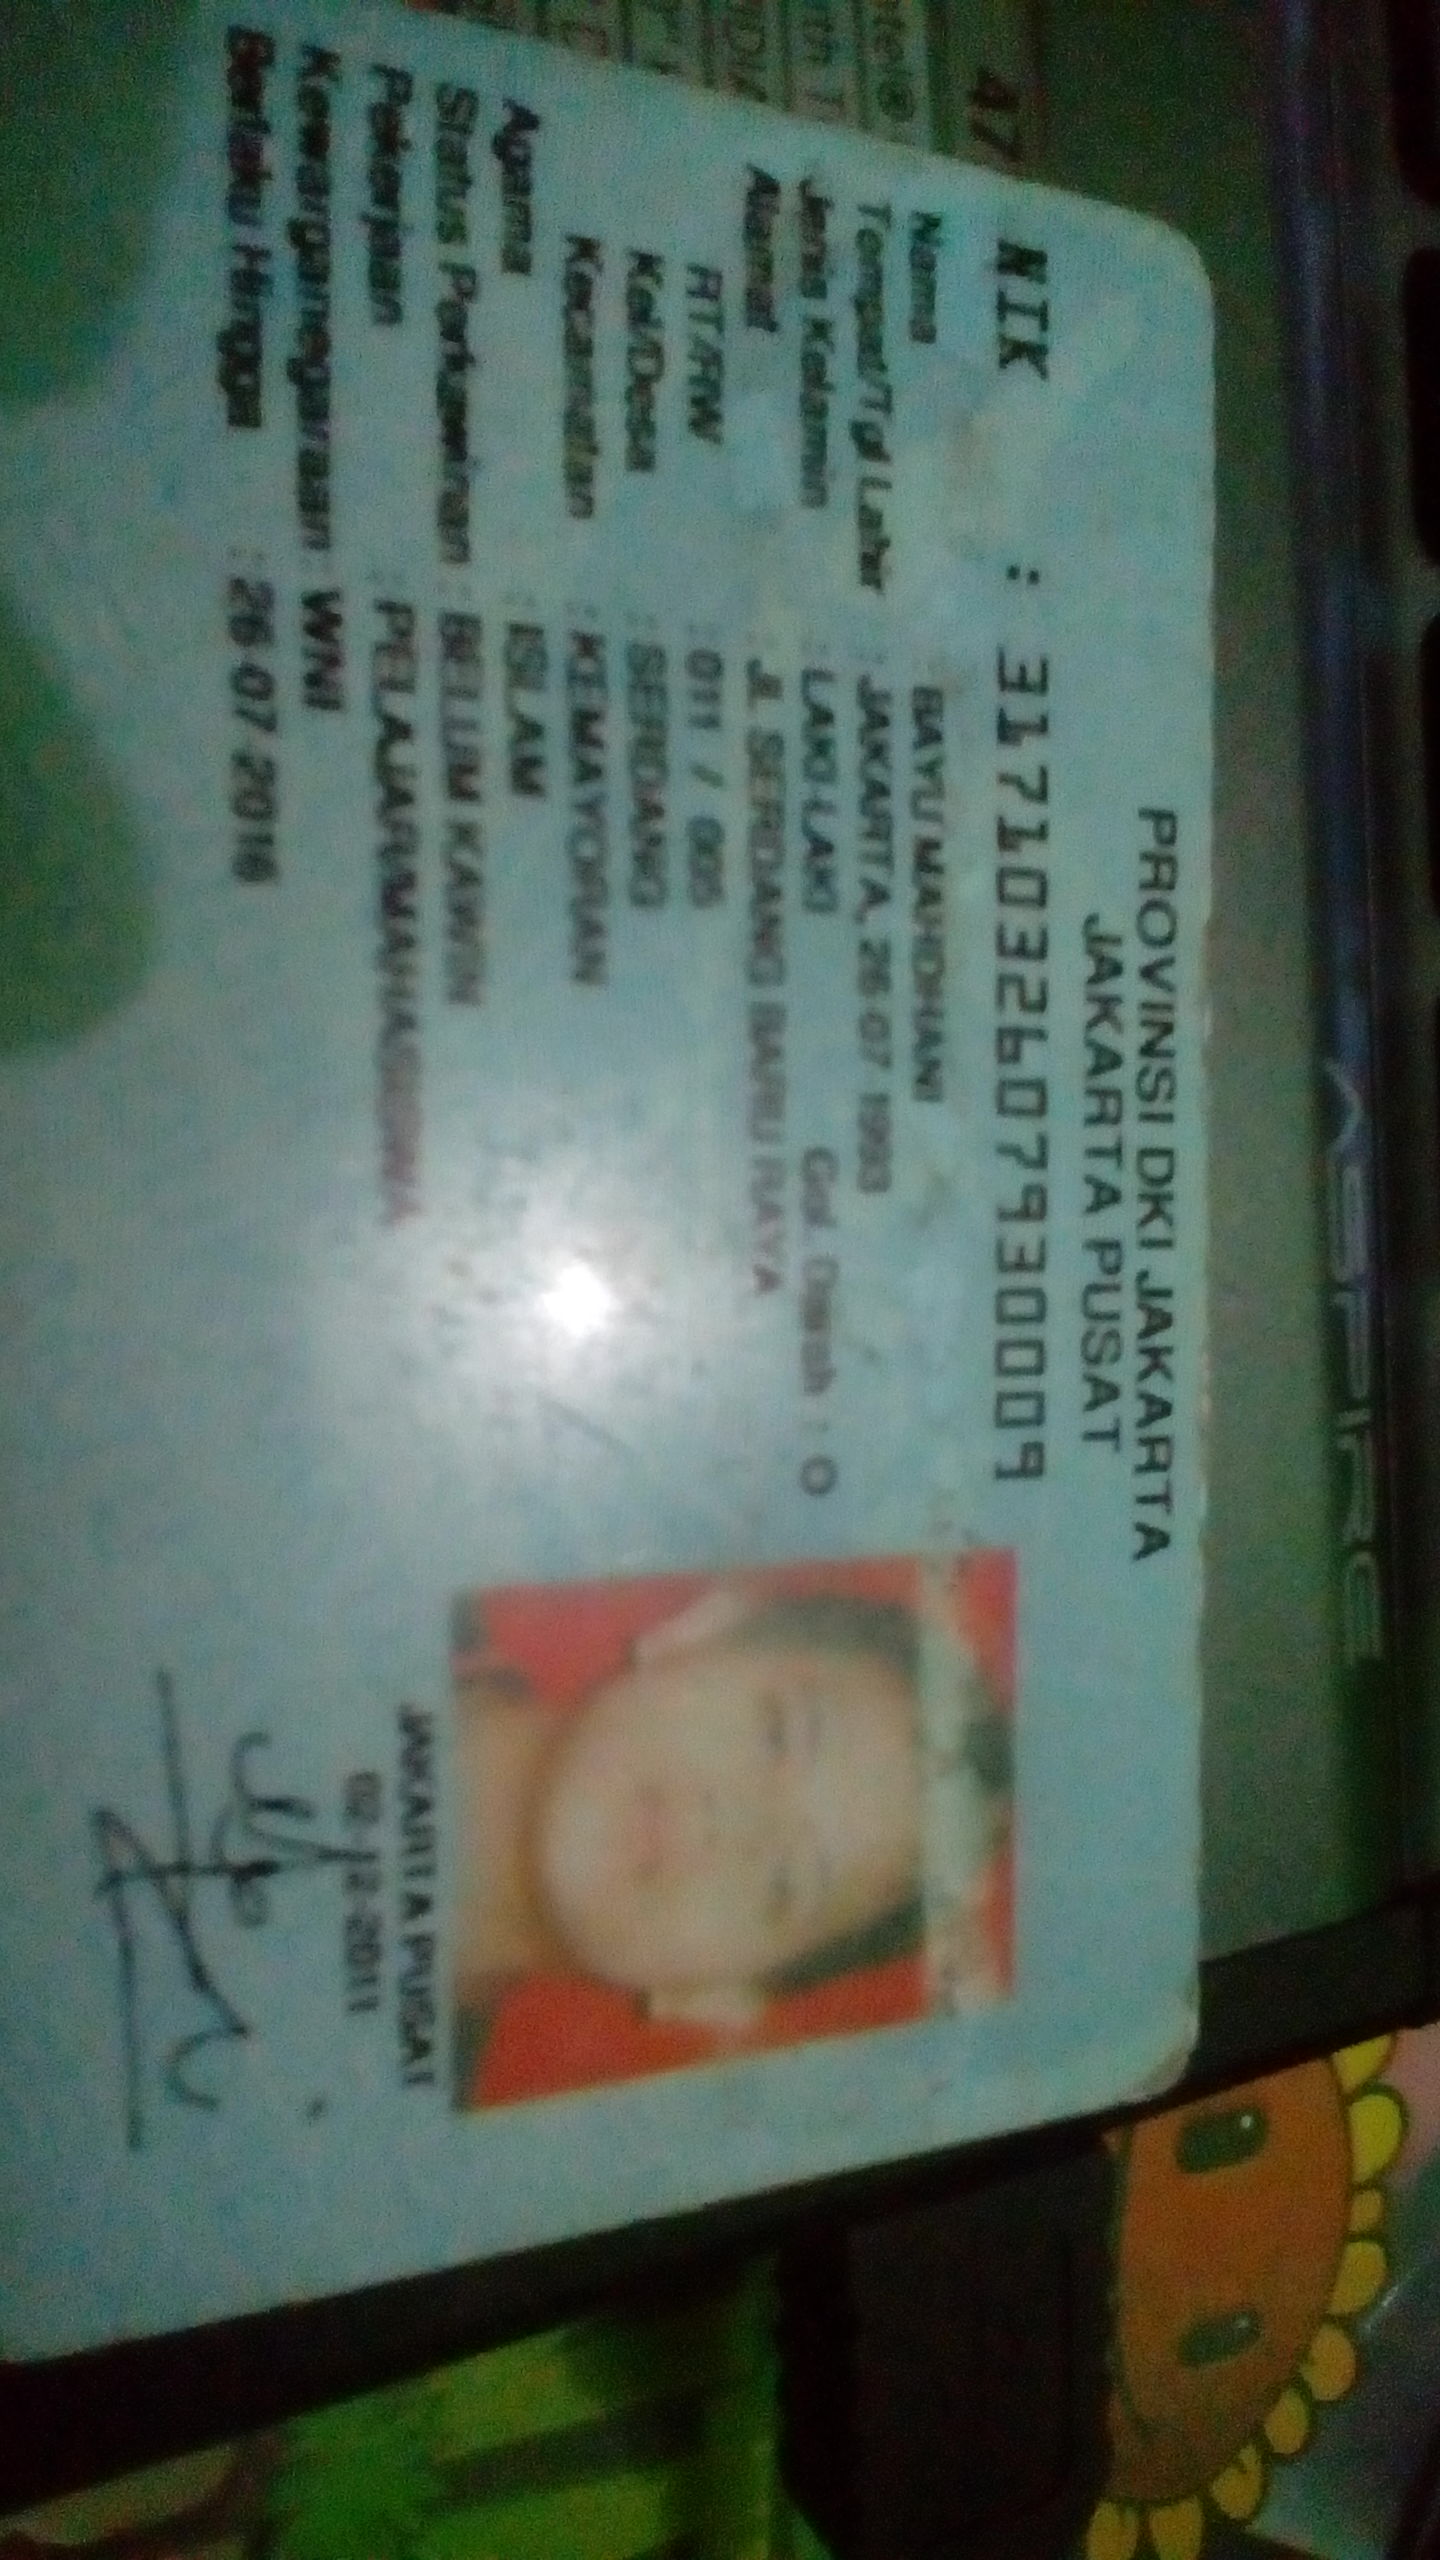 PROVINSI DKI JAKARTA
JAKARTA PUSAT
NIK : 3171032607930009
Nama : BAYU MAHDHANI
Tempat/Tgl Lahir : JAKARTA, 26-07-1993
Jenis Kelamin : LAKI-LAKI Gol. Darah : O
Alamat : JL SERDANG BARU RAYA
RT/RW : 011 / 005
Kel/Desa : SERDANG
Kecamatan : KEMAYORAN
Agama : ISLAM
Status Perkawinan : BELUM KAWIN
Pekerjaan : PELAJAR/MAHASISWA
Kewarganegaraan : WNI
Berlaku Hingga : 26-07-2016
JAKARTA PUSAT
02-12-2011
ASPIRE
47